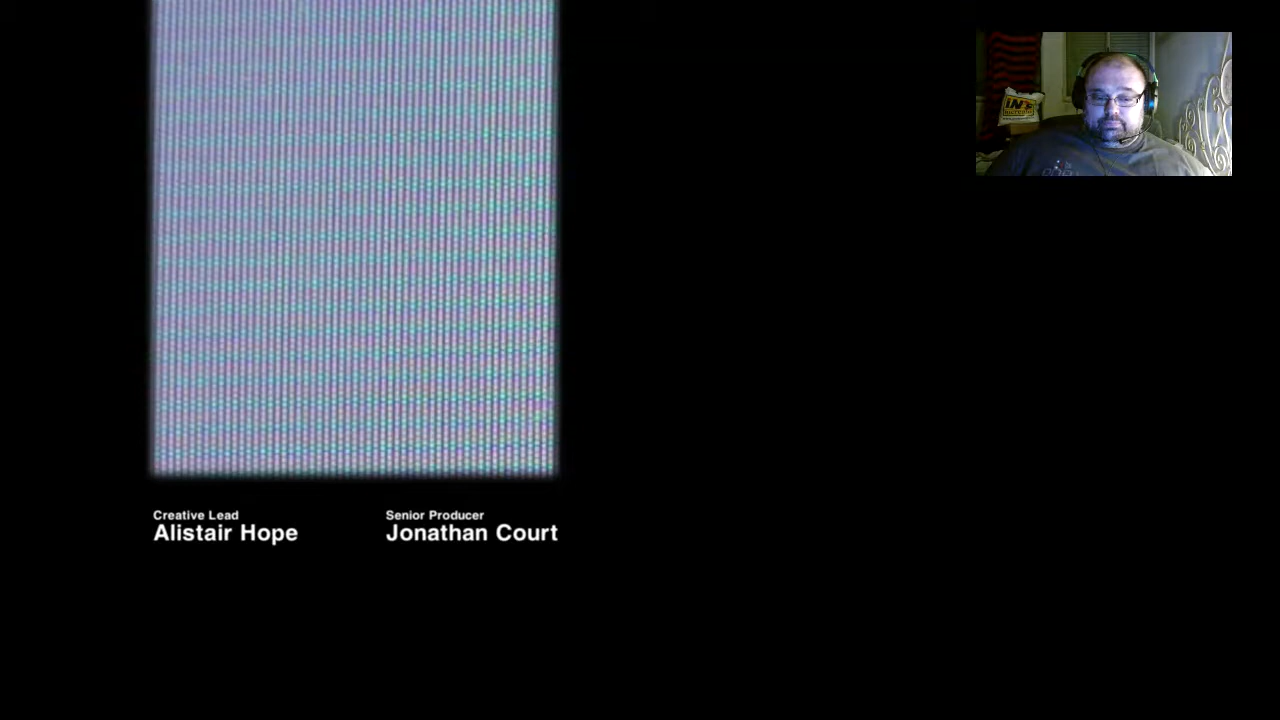 Creative Lead
Alistair Hope
Senior Producer
Jonathan Court